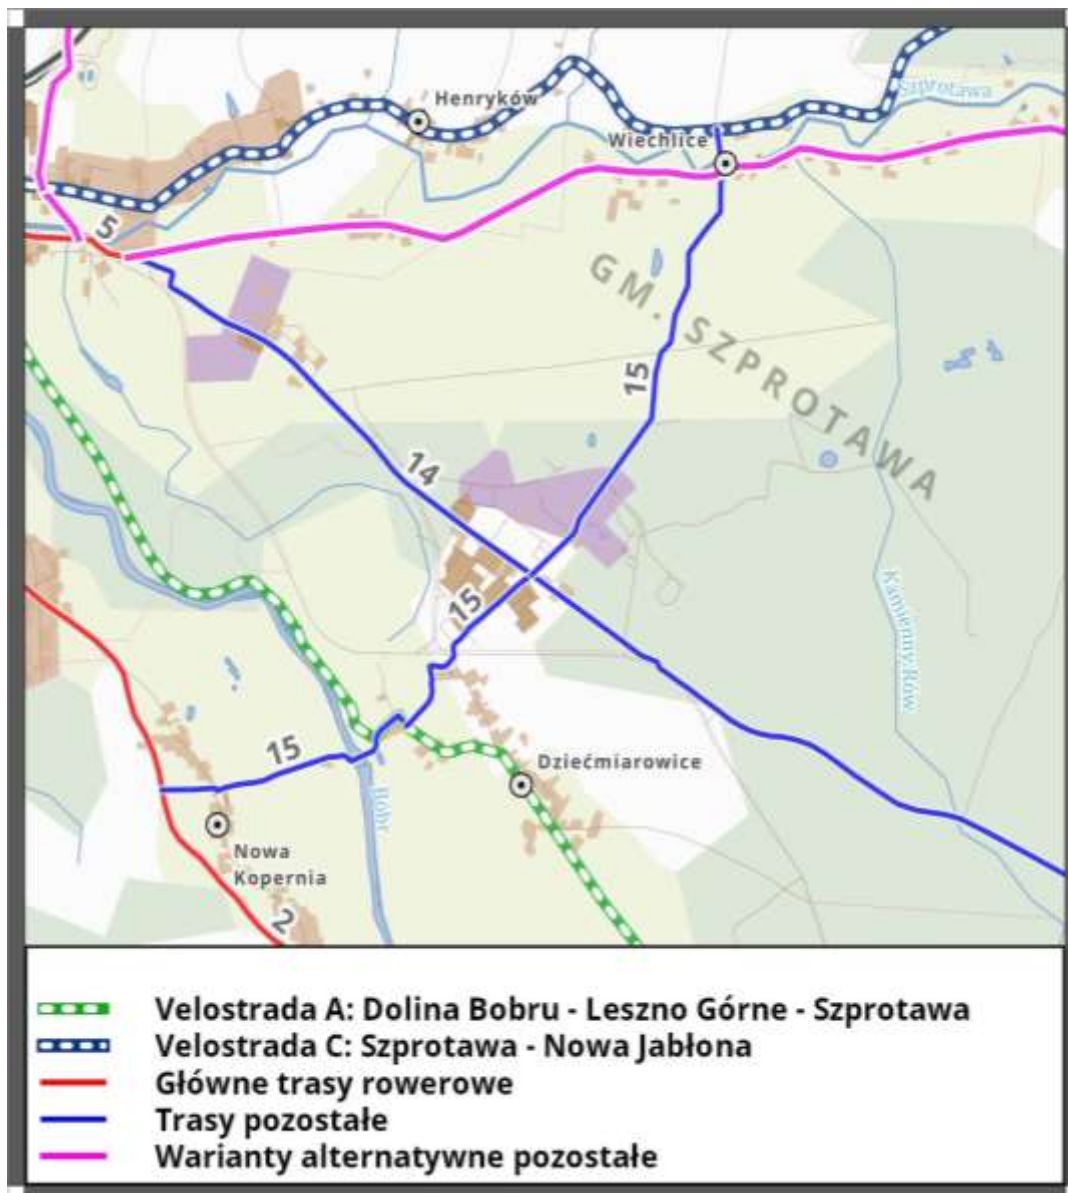 Henryków
Szprotawa
Wiechlice
5
GM. SZPROTAWA
15
14
Kamienny Rów
15
15
Dziećmiarowice
Bóbr
Nowa
Kopernia
2
Velostrada A: Dolina Bobru - Leszno Górne - Szprotawa
Velostrada C: Szprotawa - Nowa Jabłona
Główne trasy rowerowe
Trasy pozostałe
Warianty alternatywne pozostałe